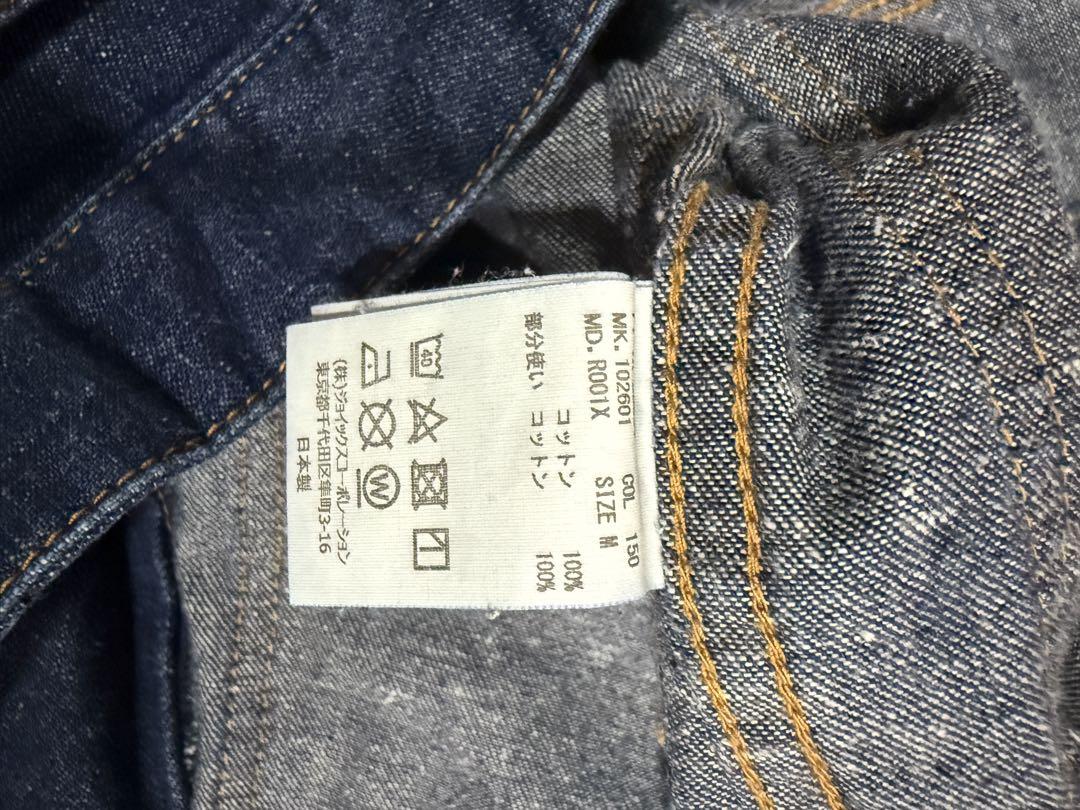 MK. 102601 COL 150
MD. R001X SIZE M
コットン 100%
部分使い コットン 100%
40
W
(株)ジョイックスコーポレーション
東京都千代田区隼町3-16
日本製